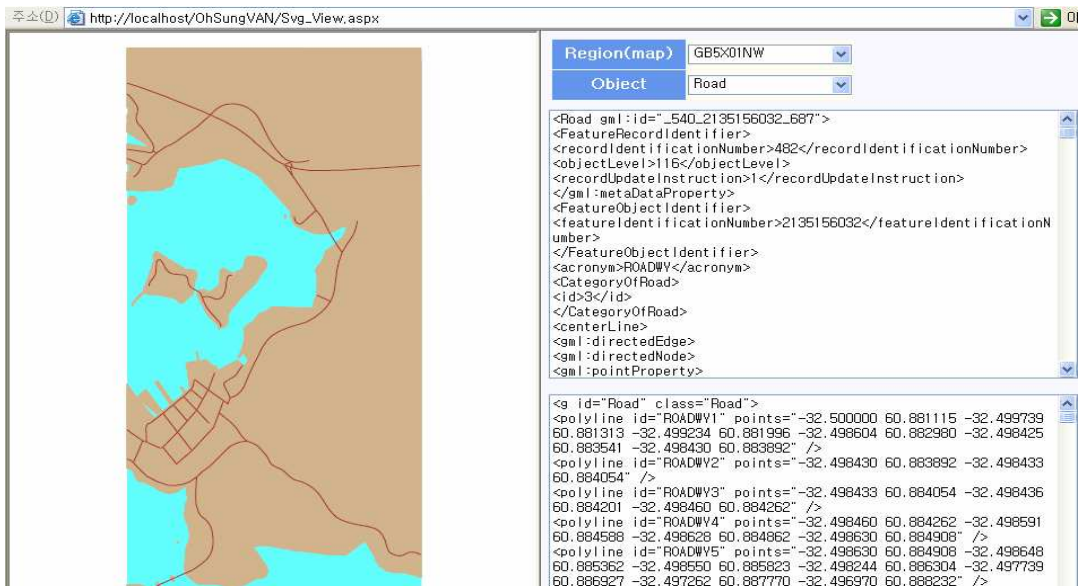 주소(D) http://localhost/OhSungVAN/Svg_View.aspx
Region(map) GB5X01NW
Object Road
<Road gml:id="_540_2135156032_687">
<FeatureRecordIdentifier>
<recordIdentificationNumber>482</recordIdentificationNumber>
<objectLevel>116</objectLevel>
<recordUpdateInstruction>1</recordUpdateInstruction>
</gml:metaDataProperty>
<FeatureObjectIdentifier>
<featureIdentificationNumber>2135156032</featureIdentificationN
umber>
</FeatureObjectIdentifier>
<acronym>ROADWY</acronym>
<CategoryOfRoad>
<id>3</id>
</CategoryOfRoad>
<centerLine>
<gml:directedEdge>
<gml:directedNode>
<gml:pointProperty>
<g id="Road" class="Road">
<polyline id="ROADWY1" points="-32.500000 60.881115 -32.499739
60.881313 -32.499234 60.881996 -32.498604 60.882980 -32.498425
60.883541 -32.498430 60.883892" />
<polyline id="ROADWY2" points="-32.498430 60.883892 -32.498433
60.884054" />
<polyline id="ROADWY3" points="-32.498433 60.884054 -32.498436
60.884201 -32.498460 60.884262" />
<polyline id="ROADWY4" points="-32.498460 60.884262 -32.498591
60.884588 -32.498628 60.884862 -32.498630 60.884908" />
<polyline id="ROADWY5" points="-32.498630 60.884908 -32.498648
60.885362 -32.498550 60.885823 -32.498244 60.886304 -32.497739
60.886927 -32.497262 60.887770 -32.496970 60.888232" />